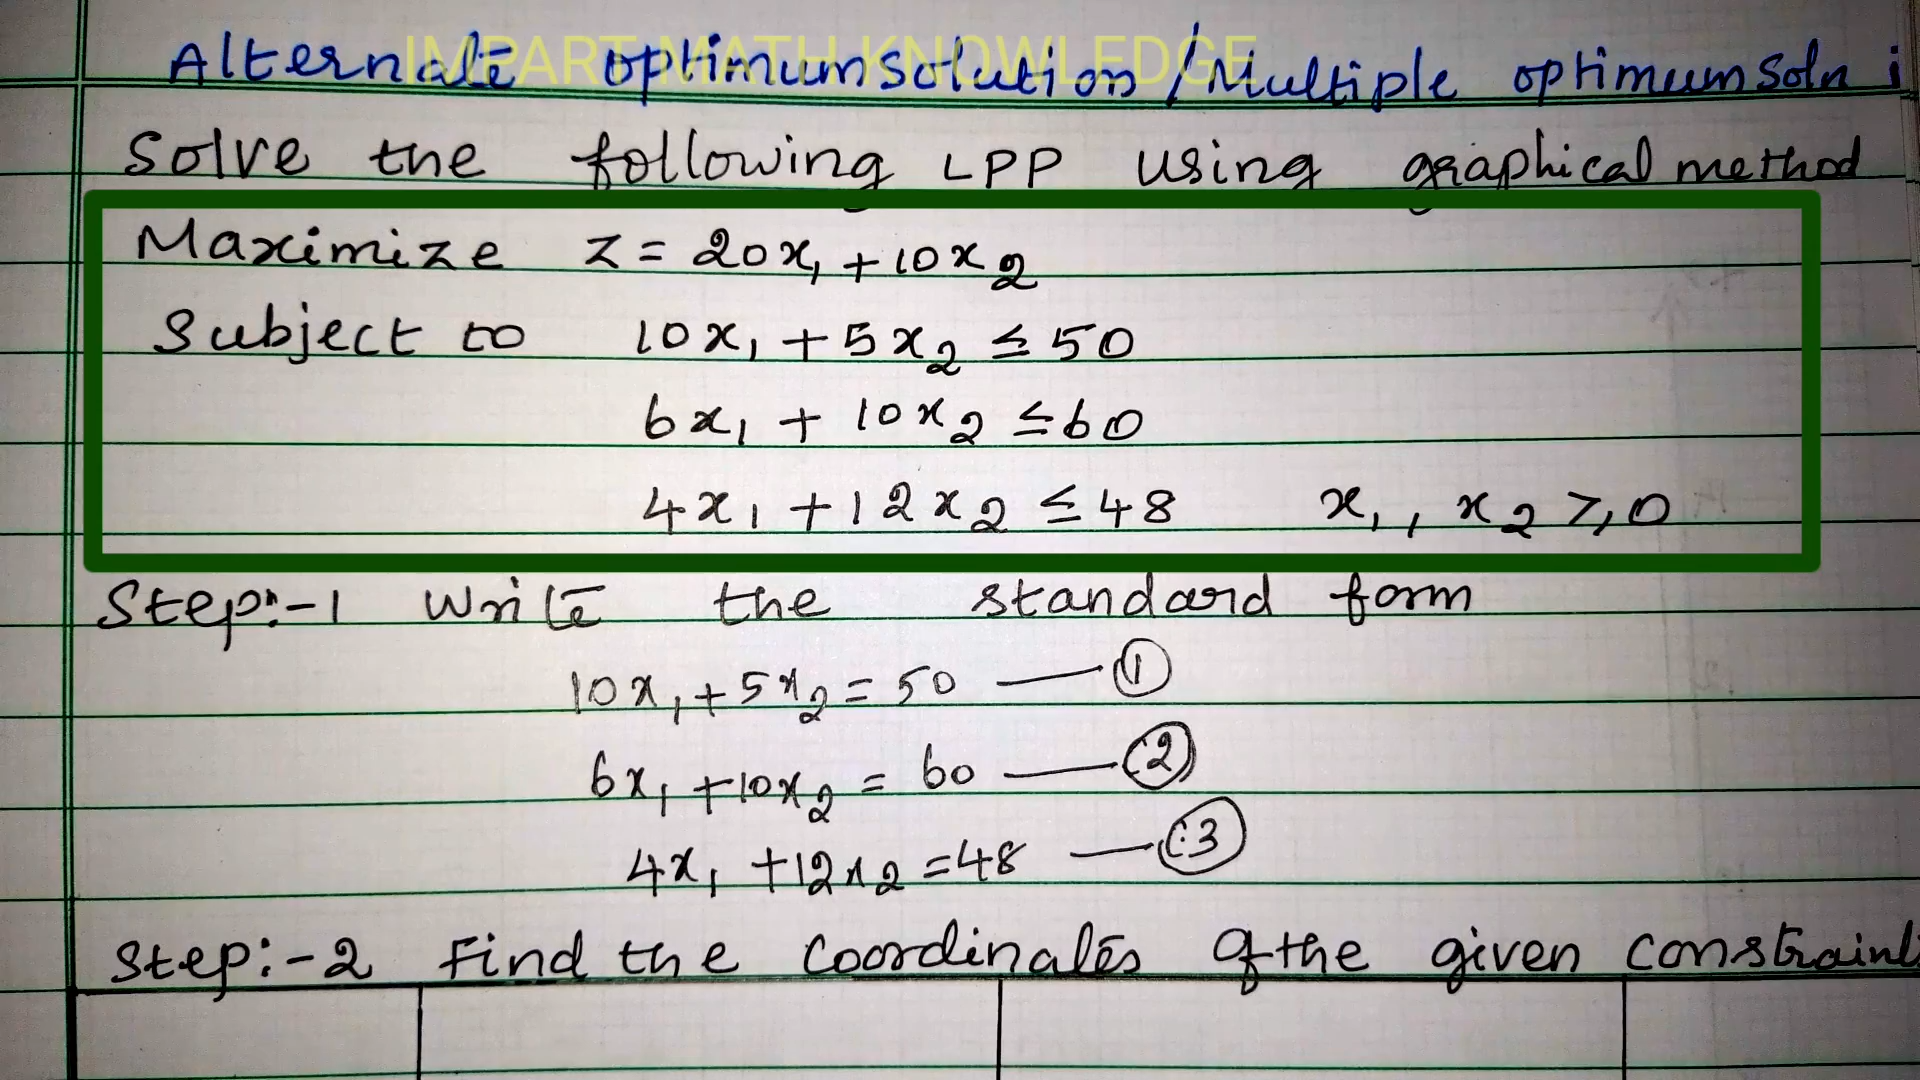 Alternate optimum solution / Multiple optimum soln i
IMPART MATH KNOWLEDGE
Solve the following LPP using graphical method
Maximize z = 20x₁ + 10x₂
Subject to 10x₁ + 5x₂ ≤ 50
6x₁ + 10x₂ ≤ 60
4x₁ + 12x₂ ≤ 48 x₁, x₂ ≥ 0
Step:-1 Write the standard form
10x₁ + 5x₂ = 50 — ①
6x₁ + 10x₂ = 60 — ②
4x₁ + 12x₂ = 48 — ③
Step:-2 Find the coordinates of the given constraints